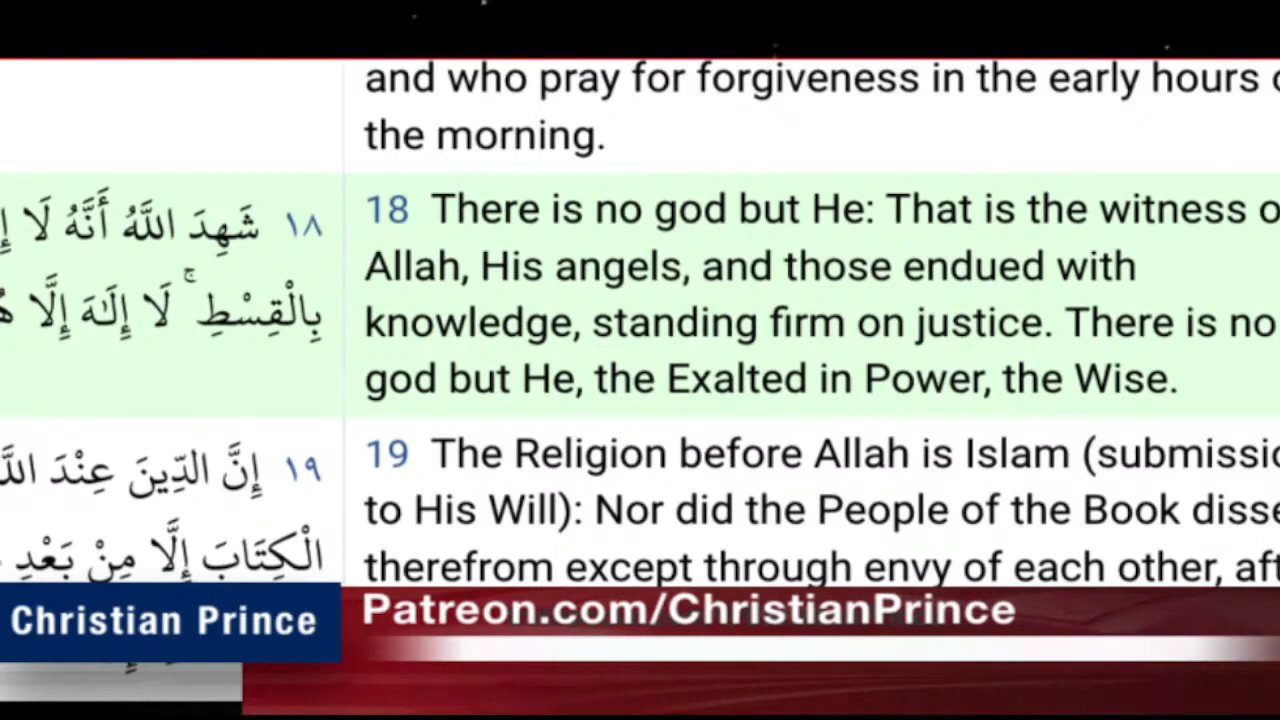 and who pray for forgiveness in the early hours
the morning.
١٨ شَهِدَ اللَّهُ أَنَّهُ لَا
بِالْقِسْطِ ۚ لَا إِلَٰهَ إِلَّا
18 There is no god but He: That is the witness
Allah, His angels, and those endued with
knowledge, standing firm on justice. There is no
god but He, the Exalted in Power, the Wise.
١٩ إِنَّ الدِّينَ عِنْدَ
الْكِتَابَ إِلَّا مِنْ بَعْدِ
19 The Religion before Allah is Islam (submissio
to His Will): Nor did the People of the Book disse
therefrom except through envy of each other, aft
Christian Prince
Patreon.com/ChristianPrince